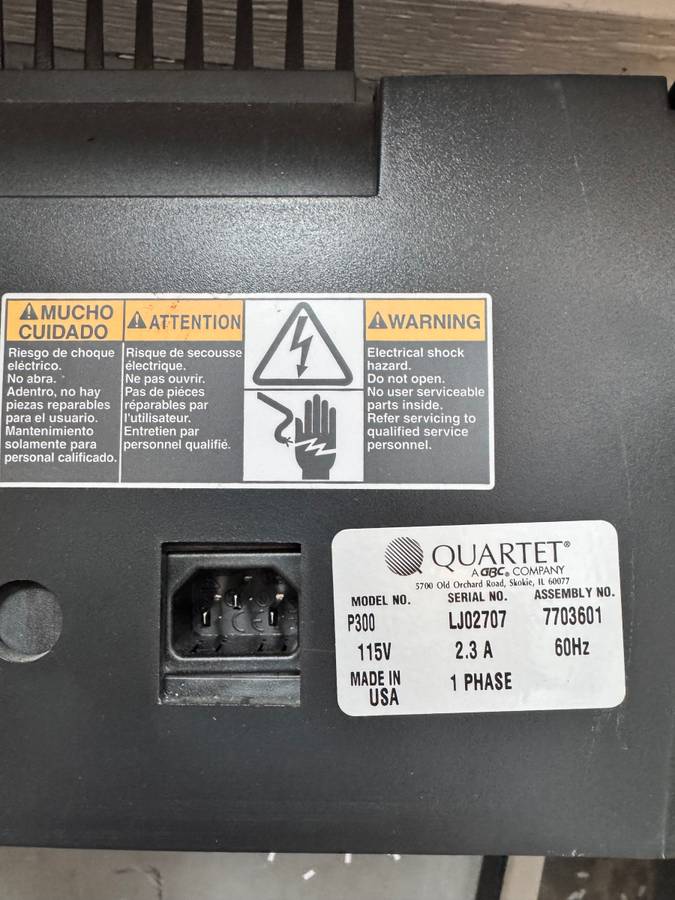 MUCHO
CUIDADO
Riesgo de choque
eléctrico.
No abra.
Adentro, no hay
piezas reparables
para el usuario.
Mantenimiento
solamente para
personal calificado.
ATTENTION
Risque de secousse
électrique.
Ne pas ouvrir.
Pas de piéces
réparables par
l'utilisateur.
Entretien par
personnel qualifié.
WARNING
Electrical shock
hazard.
Do not open.
No user serviceable
parts inside.
Refer servicing to
qualified service
personnel.
QUARTET®
A GBC® COMPANY
5700 Old Orchard Road, Skokie, IL 60077
MODEL NO. SERIAL NO. ASSEMBLY NO.
P300 LJ02707 7703601
115V 2.3 A 60Hz
MADE IN
USA
1 PHASE